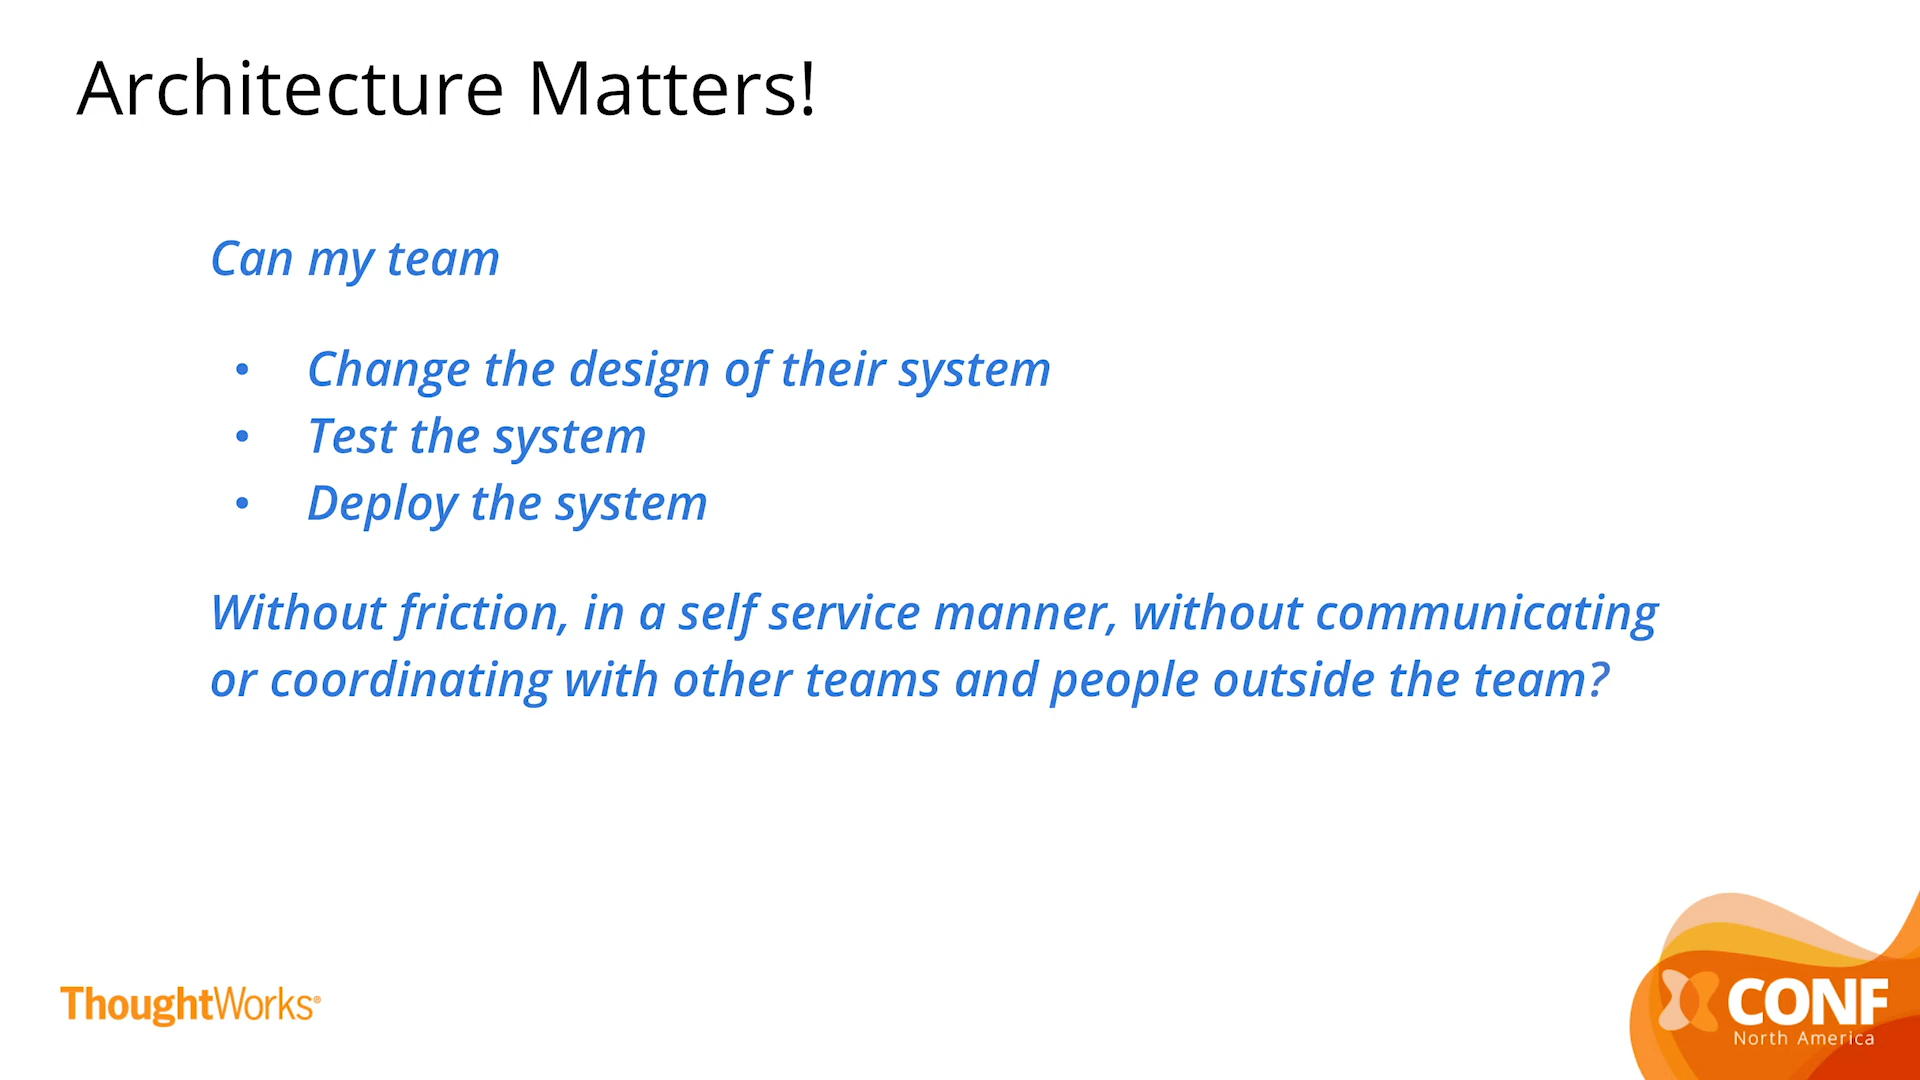 Architecture Matters!
Can my team
• Change the design of their system
• Test the system
• Deploy the system
Without friction, in a self service manner, without communicating
or coordinating with other teams and people outside the team?
ThoughtWorks®
XCONF
North America